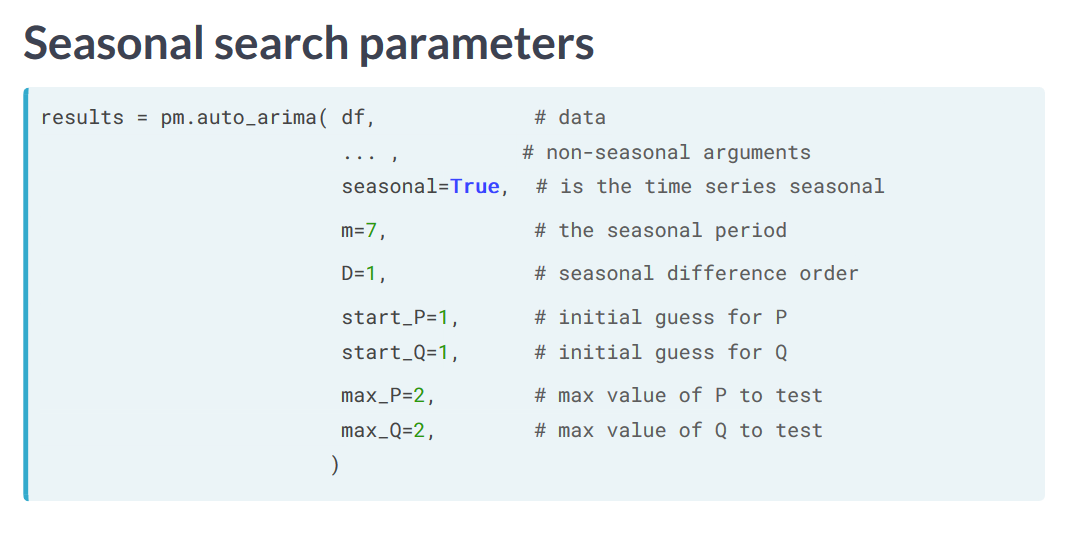 Seasonal search parameters
results = pm.auto_arima( df, # data
... , # non-seasonal arguments
seasonal=True, # is the time series seasonal
m=7, # the seasonal period
D=1, # seasonal difference order
start_P=1, # initial guess for P
start_Q=1, # initial guess for Q
max_P=2, # max value of P to test
max_Q=2, # max value of Q to test
)